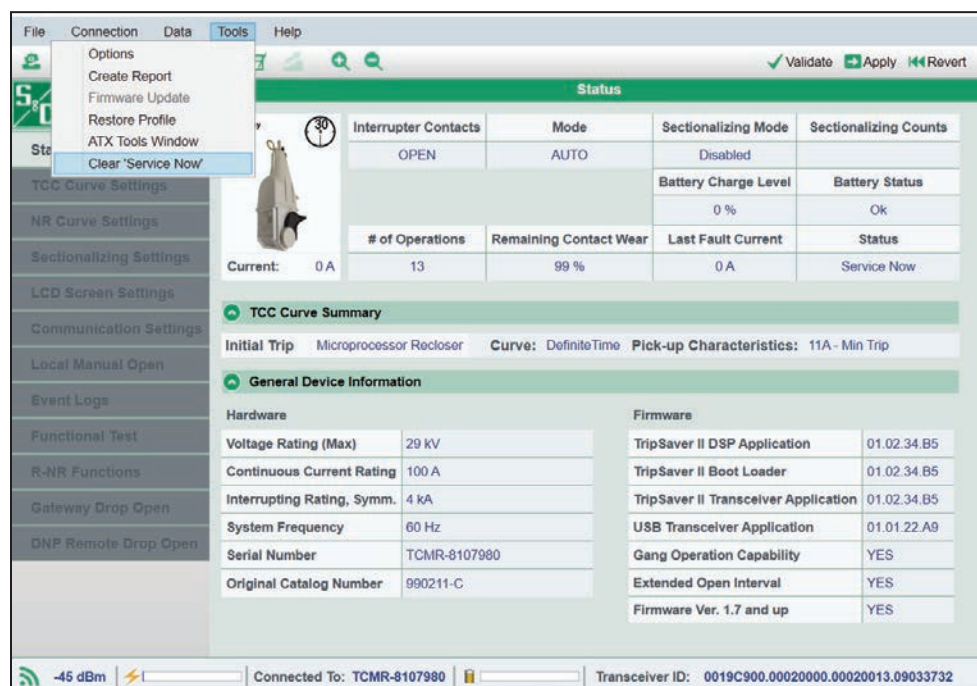 File Connection Data Tools Help
Options
Create Report
Firmware Update
Restore Profile
ATX Tools Window
Clear 'Service Now'
Validate Apply Revert
S&C
Status
TCC Curve Settings
NR Curve Settings
Sectionalizing Settings
LCD Screen Settings
Communication Settings
Local Manual Open
Event Logs
Functional Test
R-NR Functions
Gateway Drop Open
DNP Remote Drop Open
30
Interrupter Contacts Mode Sectionalizing Mode Sectionalizing Counts
OPEN AUTO Disabled
Battery Charge Level Battery Status
0 % Ok
# of Operations Remaining Contact Wear Last Fault Current Status
Current: 0 A 13 99 % 0 A Service Now
TCC Curve Summary
Initial Trip Microprocessor Recloser Curve: DefiniteTime Pick-up Characteristics: 11A - Min Trip
General Device Information
Hardware Firmware
Voltage Rating (Max) 29 kV TripSaver II DSP Application 01.02.34.B5
Continuous Current Rating 100 A TripSaver II Boot Loader 01.02.34.B5
Interrupting Rating, Symm. 4 kA TripSaver II Transceiver Application 01.02.34.B5
System Frequency 60 Hz USB Transceiver Application 01.01.22.A9
Serial Number TCMR-8107980 Gang Operation Capability YES
Original Catalog Number 990211-C Extended Open Interval YES
Firmware Ver. 1.7 and up YES
-45 dBm Connected To: TCMR-8107980 Transceiver ID: 0019C900.00020000.00020013.09033732